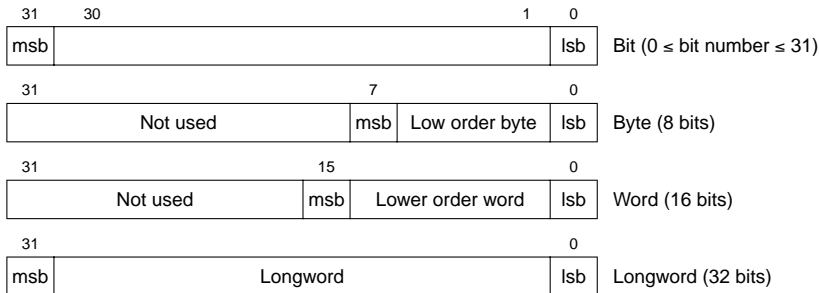 31 30 1 0
msb lsb Bit (0 ≤ bit number ≤ 31)
31 7 0
Not used msb Low order byte lsb Byte (8 bits)
31 15 0
Not used msb Lower order word lsb Word (16 bits)
31 0
msb Longword lsb Longword (32 bits)